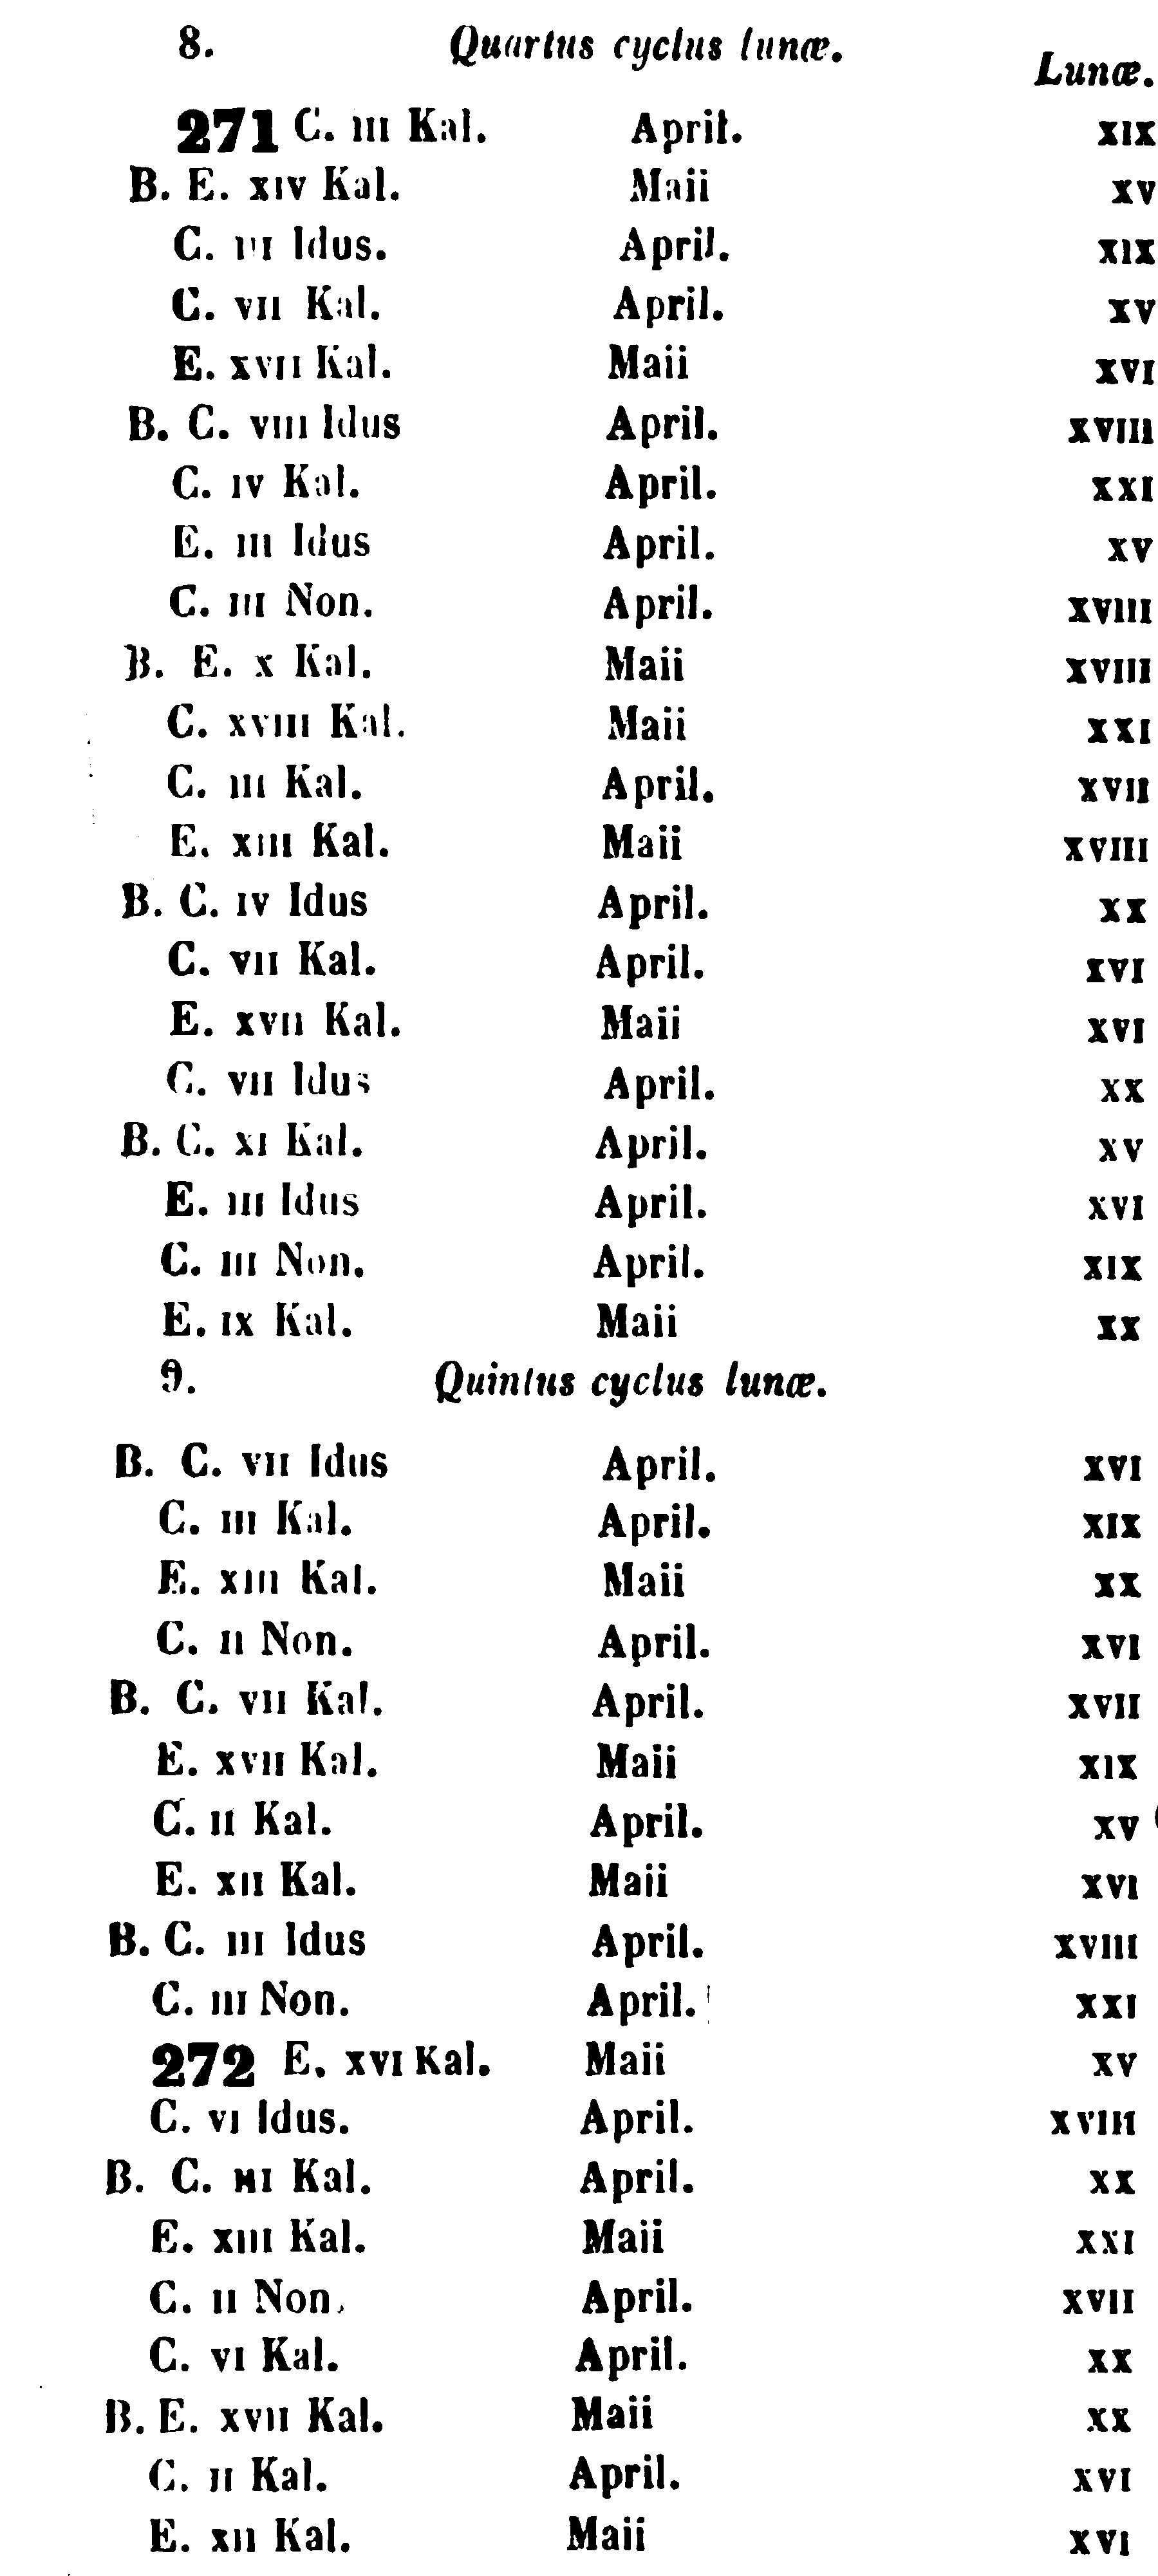 8. Quartus cyclus lunæ.
Lunæ.
271 C. III Kal. April. XIX
B. E. XIV Kal. Maii XV
C. III Idus. April. XIX
C. VII Kal. April. XV
E. XVII Kal. Maii XVI
B. C. VIII Idus April. XVIII
C. IV Kal. April. XXI
E. III Idus April. XV
C. III Non. April. XVIII
B. E. X Kal. Maii XVIII
C. XVIII Kal. Maii XXI
C. III Kal. April. XVII
E. XIII Kal. Maii XVIII
B. C. IV Idus April. XX
C. VII Kal. April. XVI
E. XVII Kal. Maii XVI
C. VII Idus April. XX
B. C. XI Kal. April. XV
E. III Idus April. XVI
C. III Non. April. XIX
E. IX Kal. Maii XX
9. Quintus cyclus lunæ.
B. C. VII Idus April. XVI
C. III Kal. April. XIX
E. XIII Kal. Maii XX
C. II Non. April. XVI
B. C. VII Kal. April. XVII
E. XVII Kal. Maii XIX
C. II Kal. April. XV
E. XII Kal. Maii XVI
B. C. III Idus April. XVIII
C. III Non. April. XXI
272 E. XVI Kal. Maii XV
C. VI Idus. April. XVIII
B. C. III Kal. April. XX
E. XIII Kal. Maii XXI
C. II Non. April. XVII
C. VI Kal. April. XX
B. E. XVII Kal. Maii XX
C. II Kal. April. XVI
E. XII Kal. Maii XVI